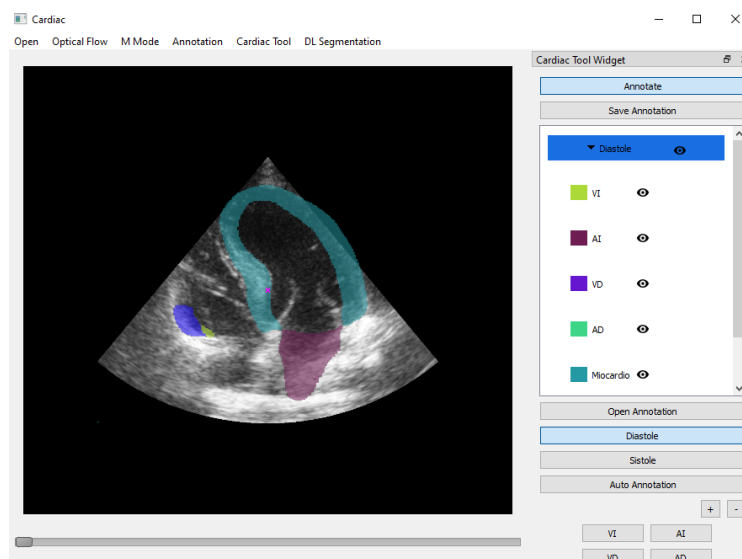 Cardiac
Open Optical Flow M Mode Annotation Cardiac Tool DL Segmentation
Cardiac Tool Widget
Annotate
Save Annotation
Diastole
VI
AI
VD
AD
Miocardio
Open Annotation
Diastole
Sistole
Auto Annotation
+ -
VI AI
VD AD